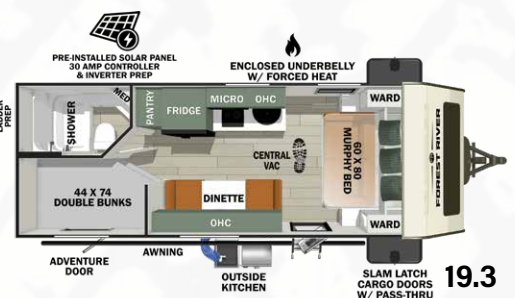 PRE-INSTALLED SOLAR PANEL
30 AMP CONTROLLER
& INVERTER PREP
ENCLOSED UNDERBELLY
W/ FORCED HEAT
LADDER
PREP
SHOWER
MED
PANTRY
FRIDGE
MICRO
OHC
WARD
CENTRAL
VAC
60 X 80
MURPHY BED
FOREST RIVER
44 X 74
DOUBLE BUNKS
DINETTE
OHC
WARD
ADVENTURE
DOOR
AWNING
OUTSIDE
KITCHEN
SLAM LATCH
CARGO DOORS
W/ PASS-THRU
19.3